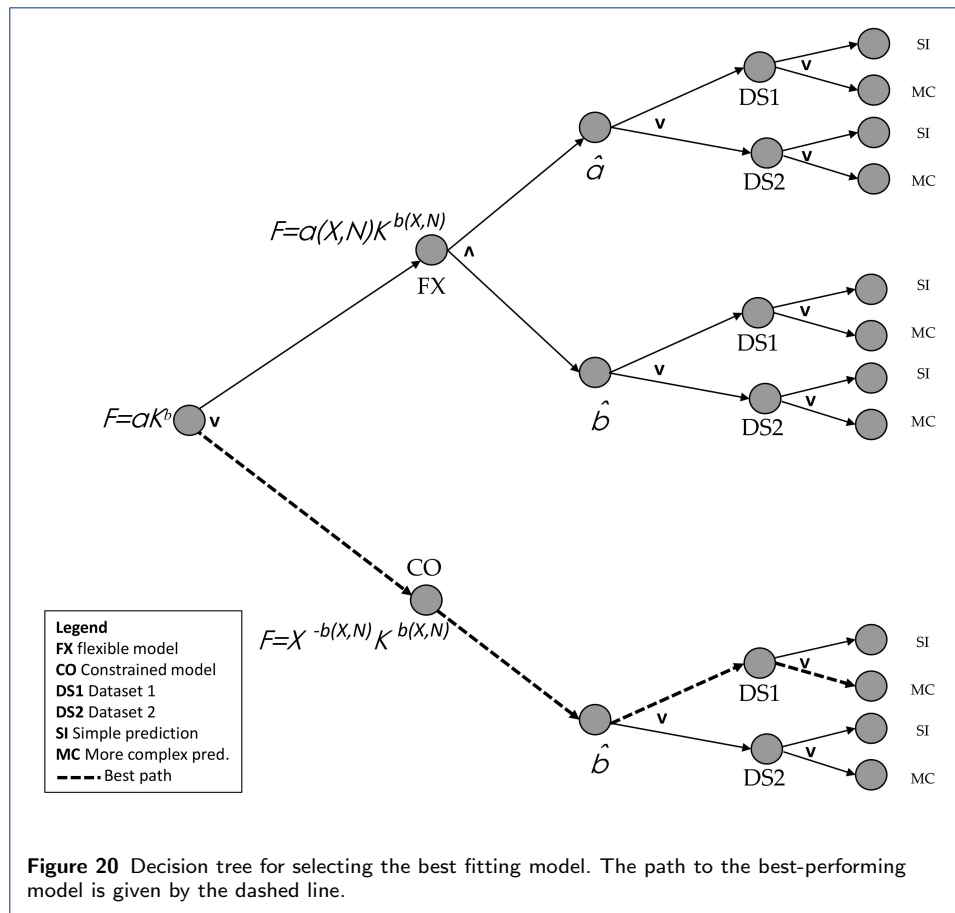 SI
v
DS1
MC
v
SI
â
v
DS2
MC
F=a(X,N)K^b(X,N)
ʌ
FX
SI
v
DS1
MC
v
SI
b̂
v
DS2
MC
F=aK^b
v
CO
F=X^-b(X,N) K^b(X,N)
SI
v
DS1
MC
v
SI
b̂
v
DS2
MC
Legend
FX flexible model
CO Constrained model
DS1 Dataset 1
DS2 Dataset 2
SI Simple prediction
MC More complex pred.
Best path
Figure 20 Decision tree for selecting the best fitting model. The path to the best-performing
model is given by the dashed line.